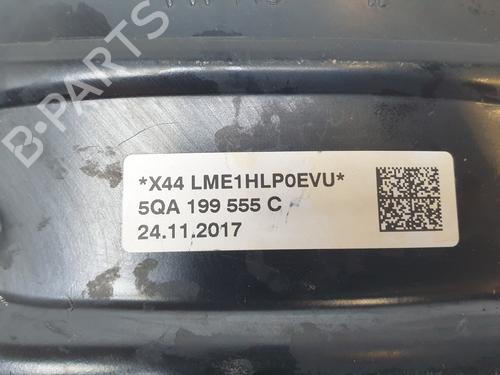 *X44 LME1HLP0EVU*
5QA 199 555 C
24.11.2017
B-PARTS